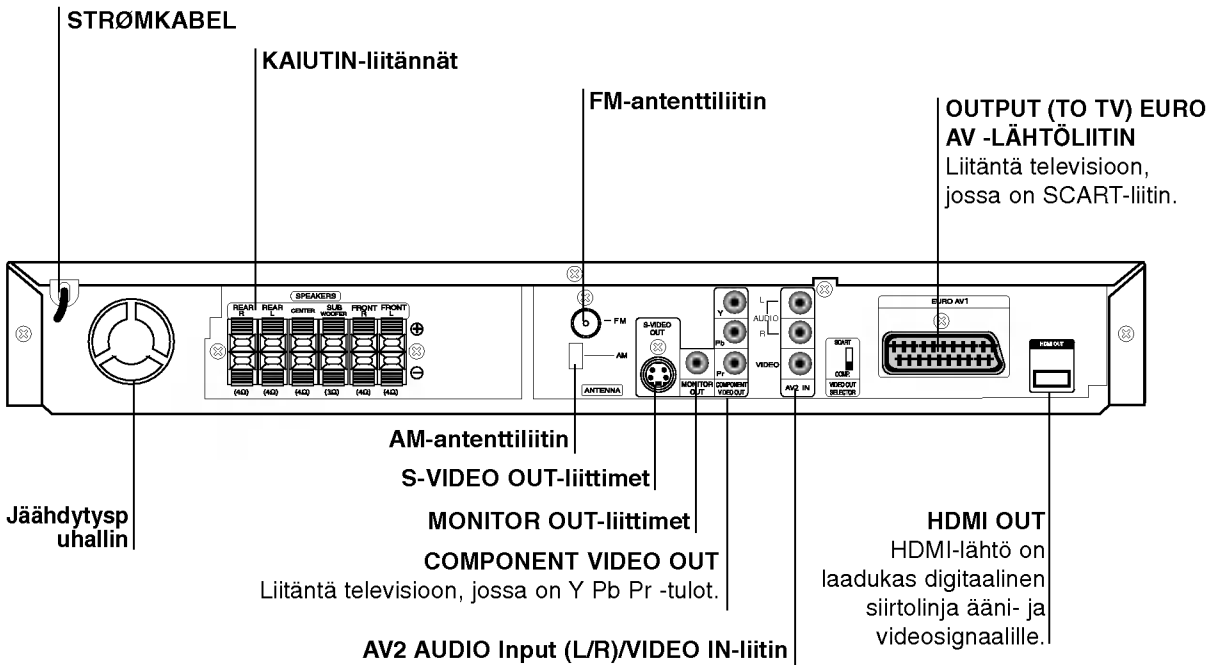 STRØMKABEL
KAIUTIN-liitännät
FM-antenttiliitin
OUTPUT (TO TV) EURO
AV -LÄHTÖLIITIN
Liitäntä televisioon,
jossa on SCART-liitin.
SPEAKERS
REAR R
REAR L
CENTER
SUB WOOFER
FRONT R
FRONT L
(4Ω) (4Ω) (4Ω) (3Ω) (4Ω) (4Ω)
FM
AM
ANTENNA
S-VIDEO OUT
MONITOR OUT
Y
Pb
Pr
COMPONENT VIDEO OUT
L
AUDIO
R
VIDEO
AV2 IN
SCART
COMP.
VIDEO OUT SELECTOR
EURO AV1
HDMI OUT
AM-antenttiliitin
S-VIDEO OUT-liittimet
Jäähdytysp
uhallin
MONITOR OUT-liittimet
COMPONENT VIDEO OUT
Liitäntä televisioon, jossa on Y Pb Pr -tulot.
AV2 AUDIO Input (L/R)/VIDEO IN-liitin
HDMI OUT
HDMI-lähtö on
laadukas digitaalinen
siirtolinja ääni- ja
videosignaalille.